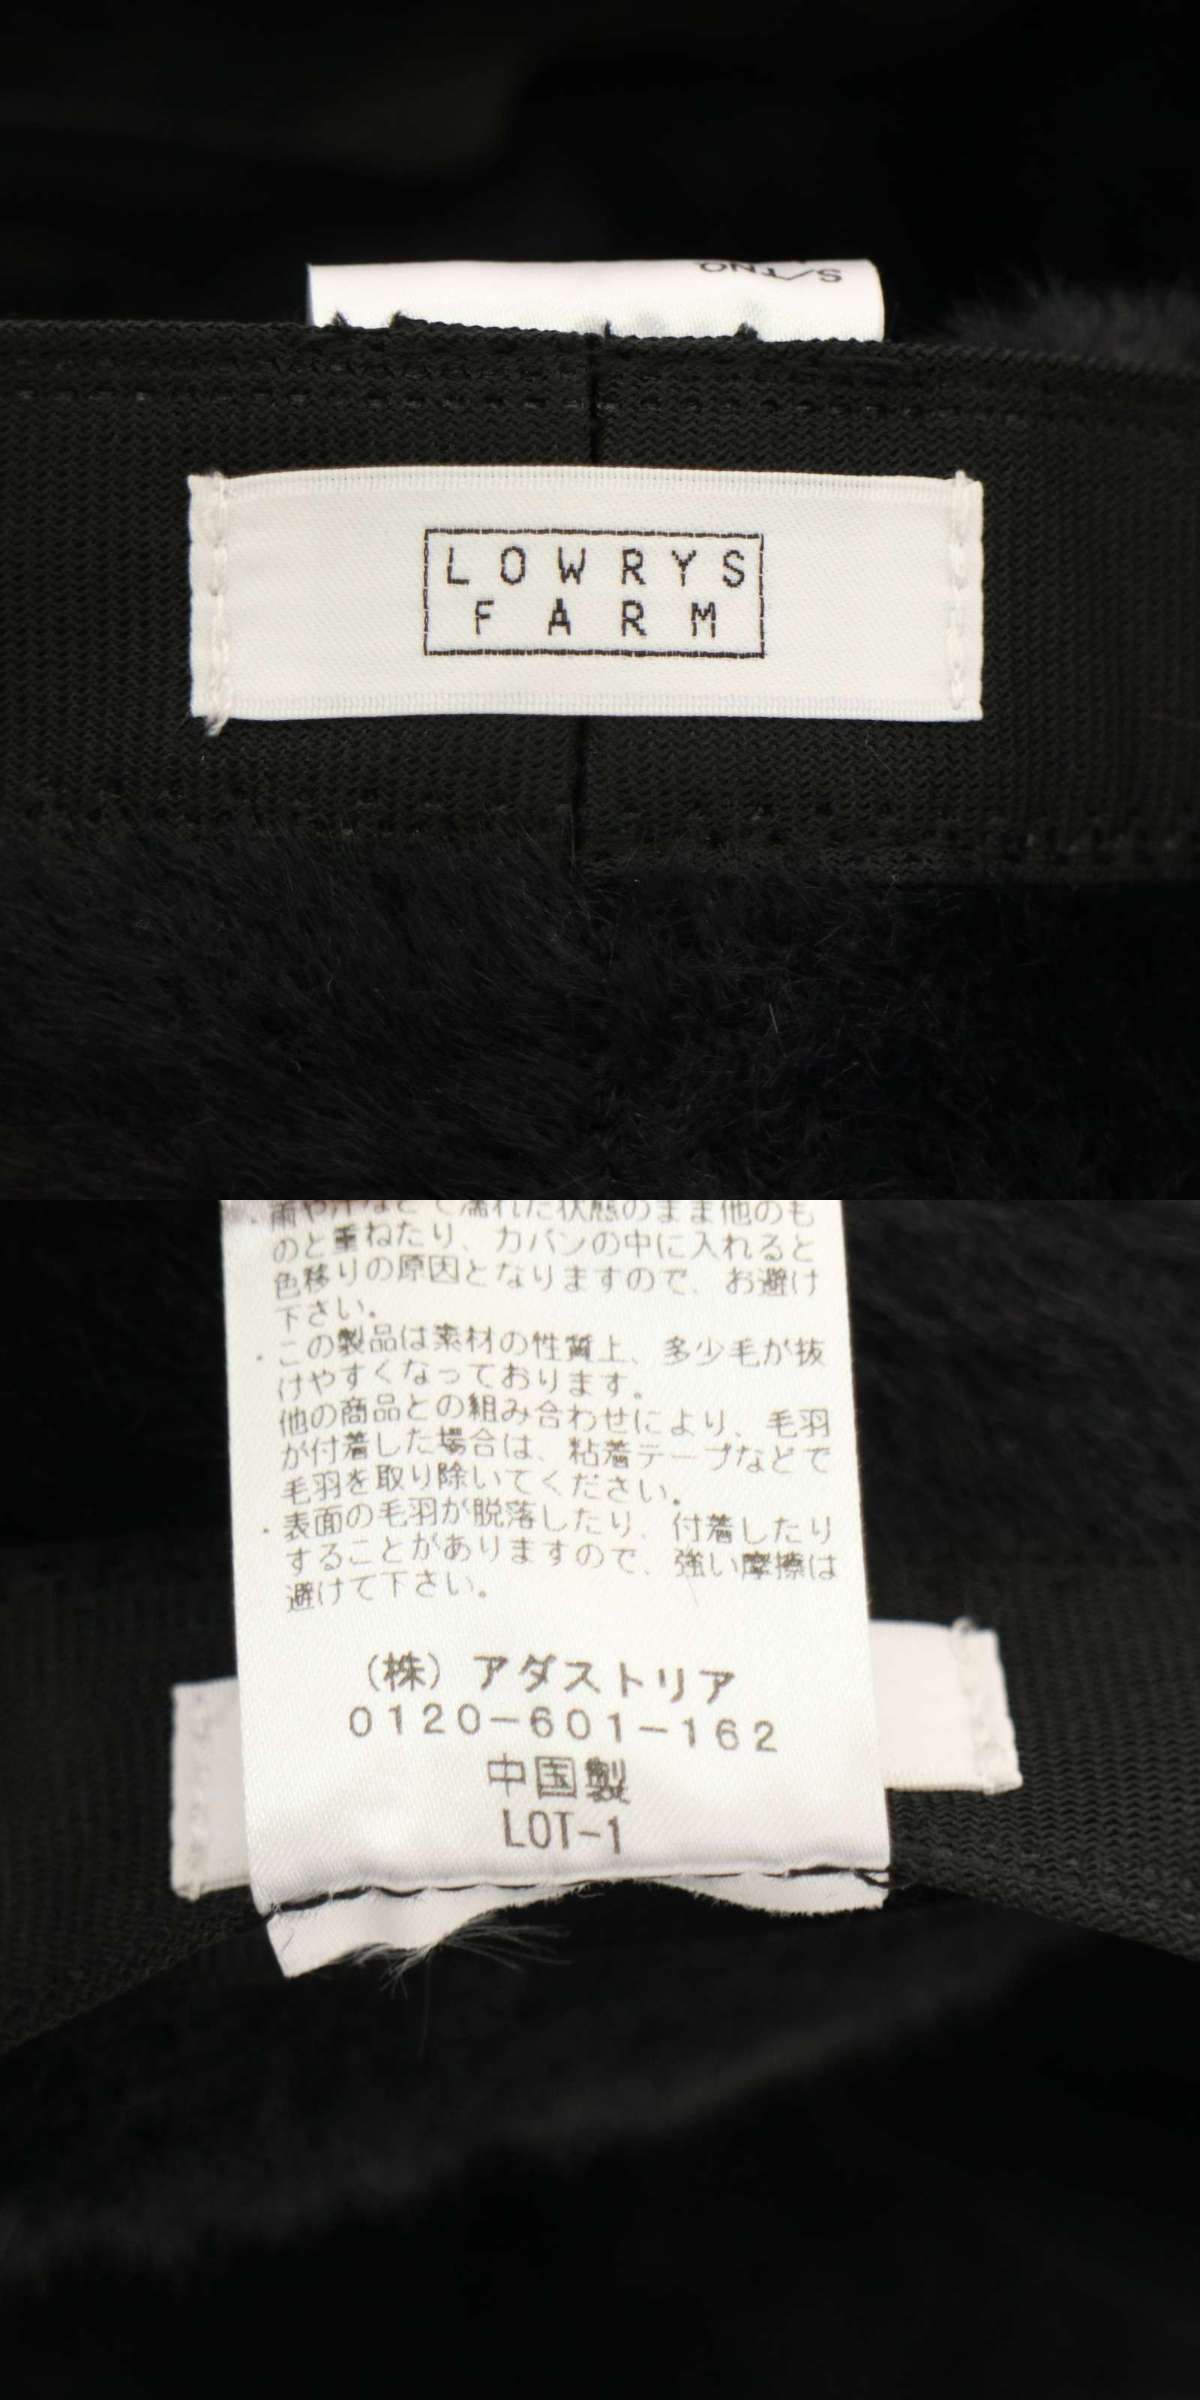 S/TNO
LOWRYS
FARM
・雨や汗などで濡れた状態のまま他のも
のと重ねたり、カバンの中に入れると
色移りの原因となりますので、お避け
下さい。
・この製品は素材の性質上、多少毛が抜
けやすくなっております。
他の商品との組み合わせにより、毛羽
が付着した場合は、粘着テープなどで
毛羽を取り除いてください。
・表面の毛羽が脱落したり、付着したり
することがありますので、強い摩擦は
避けて下さい。
(株)アダストリア
0120-601-162
中国製
LOT-1